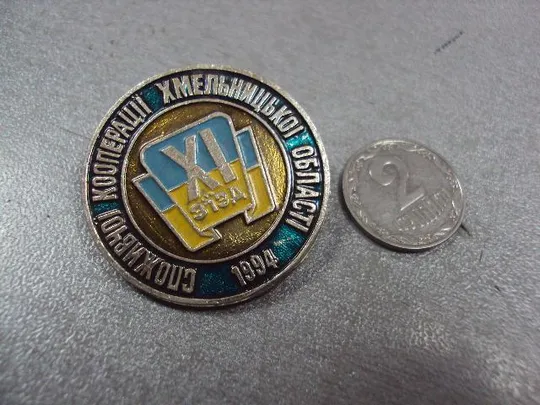 XI
З'ЇЗД
СПОЖИВЧОЇ КООПЕРАЦІЇ ХМЕЛЬНИЦЬКОЇ ОБЛАСТІ
1994
2